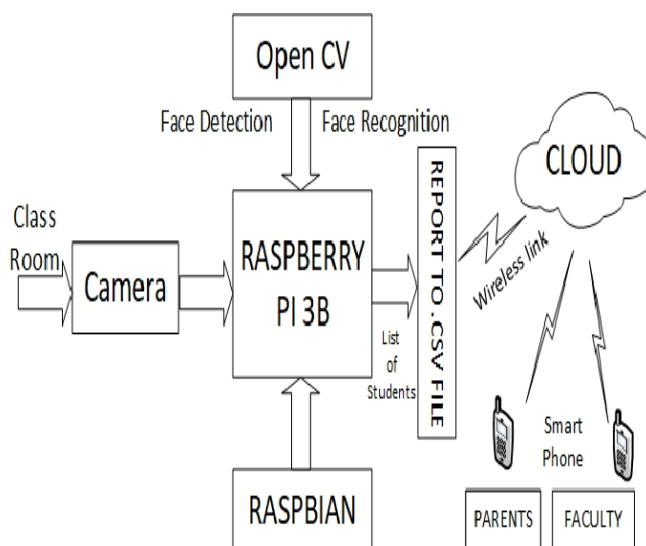 Open CV
Face Detection
Face Recognition
CLOUD
Class
Room
Camera
RASPBERRY
PI 3B
REPORT TO .CSV FILE
Wireless link
List
of
Students
Smart
Phone
RASPBIAN
PARENTS
FACULTY